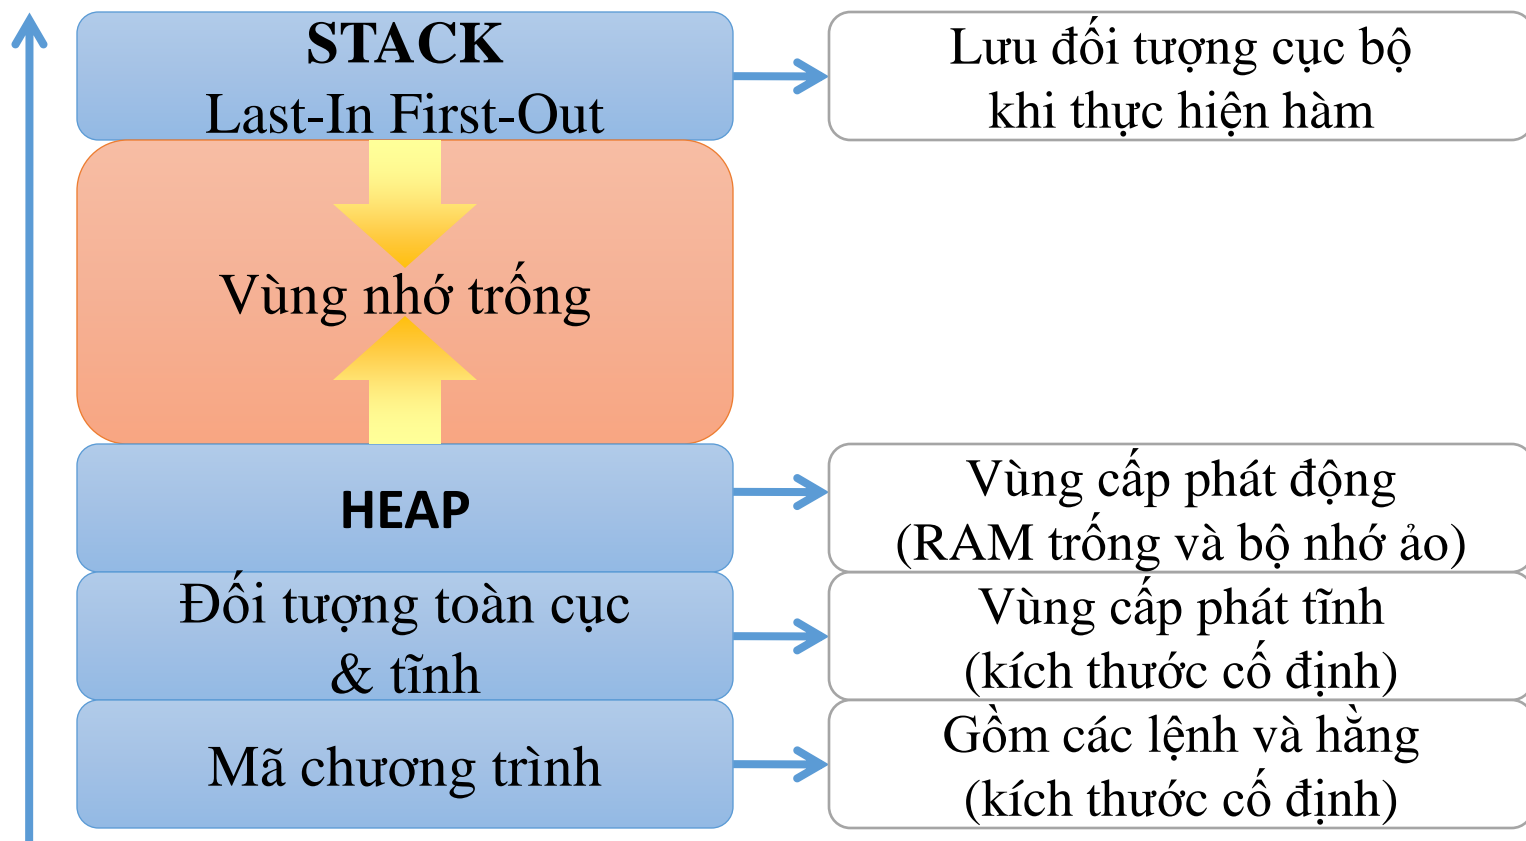 STACK
Last-In First-Out
Lưu đối tượng cục bộ
khi thực hiện hàm
Vùng nhớ trống
HEAP
Vùng cấp phát động
(RAM trống và bộ nhớ ảo)
Đối tượng toàn cục
& tĩnh
Vùng cấp phát tĩnh
(kích thước cố định)
Mã chương trình
Gồm các lệnh và hằng
(kích thước cố định)